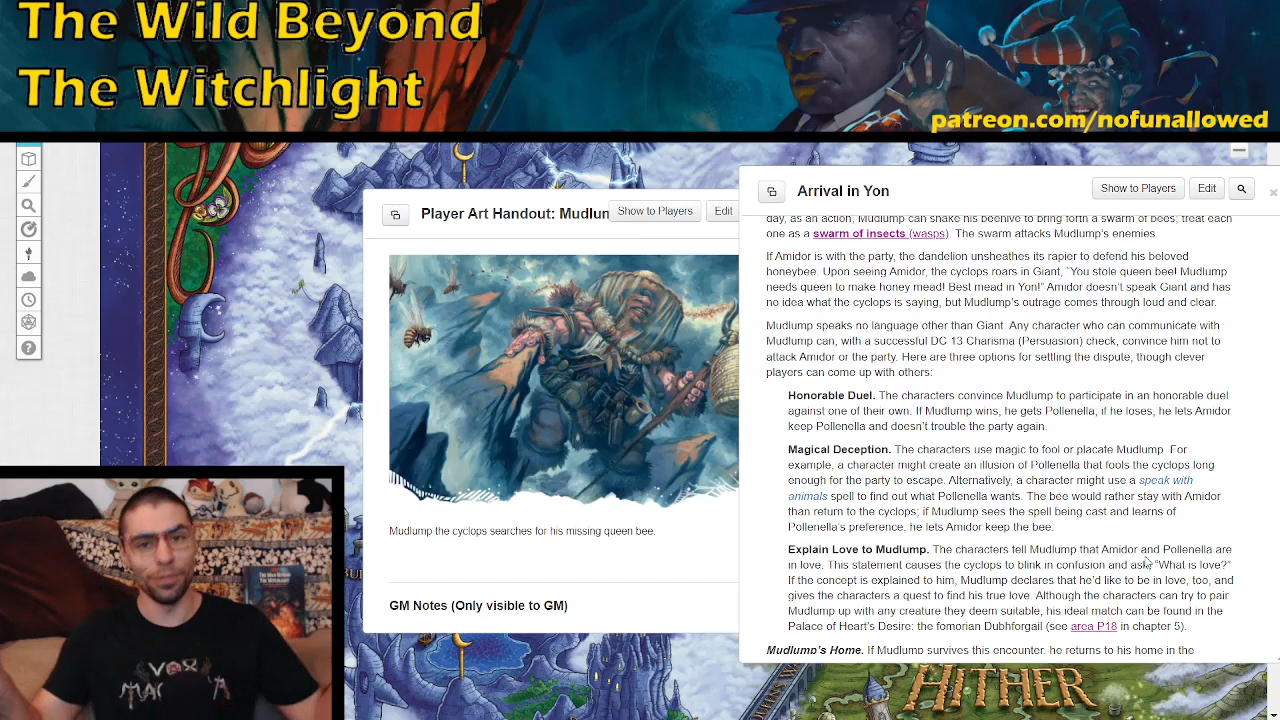 The Wild Beyond
The Witchlight
patreon.com/nofunallowed
Player Art Handout: Mudlum
Show to Players
Edit
Mudlump the cyclops searches for his missing queen bee.
GM Notes (Only visible to GM)
Arrival in Yon
Show to Players
Edit
day, as an action, Mudlump can shake his beehive to bring forth a swarm of bees; treat each
one as a swarm of insects (wasps). The swarm attacks Mudlump's enemies.
If Amidor is with the party, the dandelion unsheathes its rapier to defend his beloved
honeybee. Upon seeing Amidor, the cyclops roars in Giant, "You stole queen bee! Mudlump
needs queen to make honey mead! Best mead in Yon!" Amidor doesn't speak Giant and has
no idea what the cyclops is saying, but Mudlump's outrage comes through loud and clear.
Mudlump speaks no language other than Giant. Any character who can communicate with
Mudlump can, with a successful DC 13 Charisma (Persuasion) check, convince him not to
attack Amidor or the party. Here are three options for settling the dispute, though clever
players can come up with others:
Honorable Duel. The characters convince Mudlump to participate in an honorable duel
against one of their own. If Mudlump wins, he gets Pollenella, if he loses, he lets Amidor
keep Pollenella and doesn't trouble the party again.
Magical Deception. The characters use magic to fool or placate Mudlump. For
example, a character might create an illusion of Pollenella that fools the cyclops long
enough for the party to escape. Alternatively, a character might use a speak with
animals spell to find out what Pollenella wants. The bee would rather stay with Amidor
than return to the cyclops; if Mudlump sees the spell being cast and learns of
Pollenella's preference, he lets Amidor keep the bee.
Explain Love to Mudlump. The characters tell Mudlump that Amidor and Pollenella are
in love. This statement causes the cyclops to blink in confusion and ask, "What is love?"
If the concept is explained to him, Mudlump declares that he'd like to be in love, too, and
gives the characters a quest to find his true love. Although the characters can try to pair
Mudlump up with any creature they deem suitable, his ideal match can be found in the
Palace of Heart's Desire: the fomorian Dubhforgail (see area P18 in chapter 5).
Mudlump's Home. If Mudlump survives this encounter, he returns to his home in the
HITHER